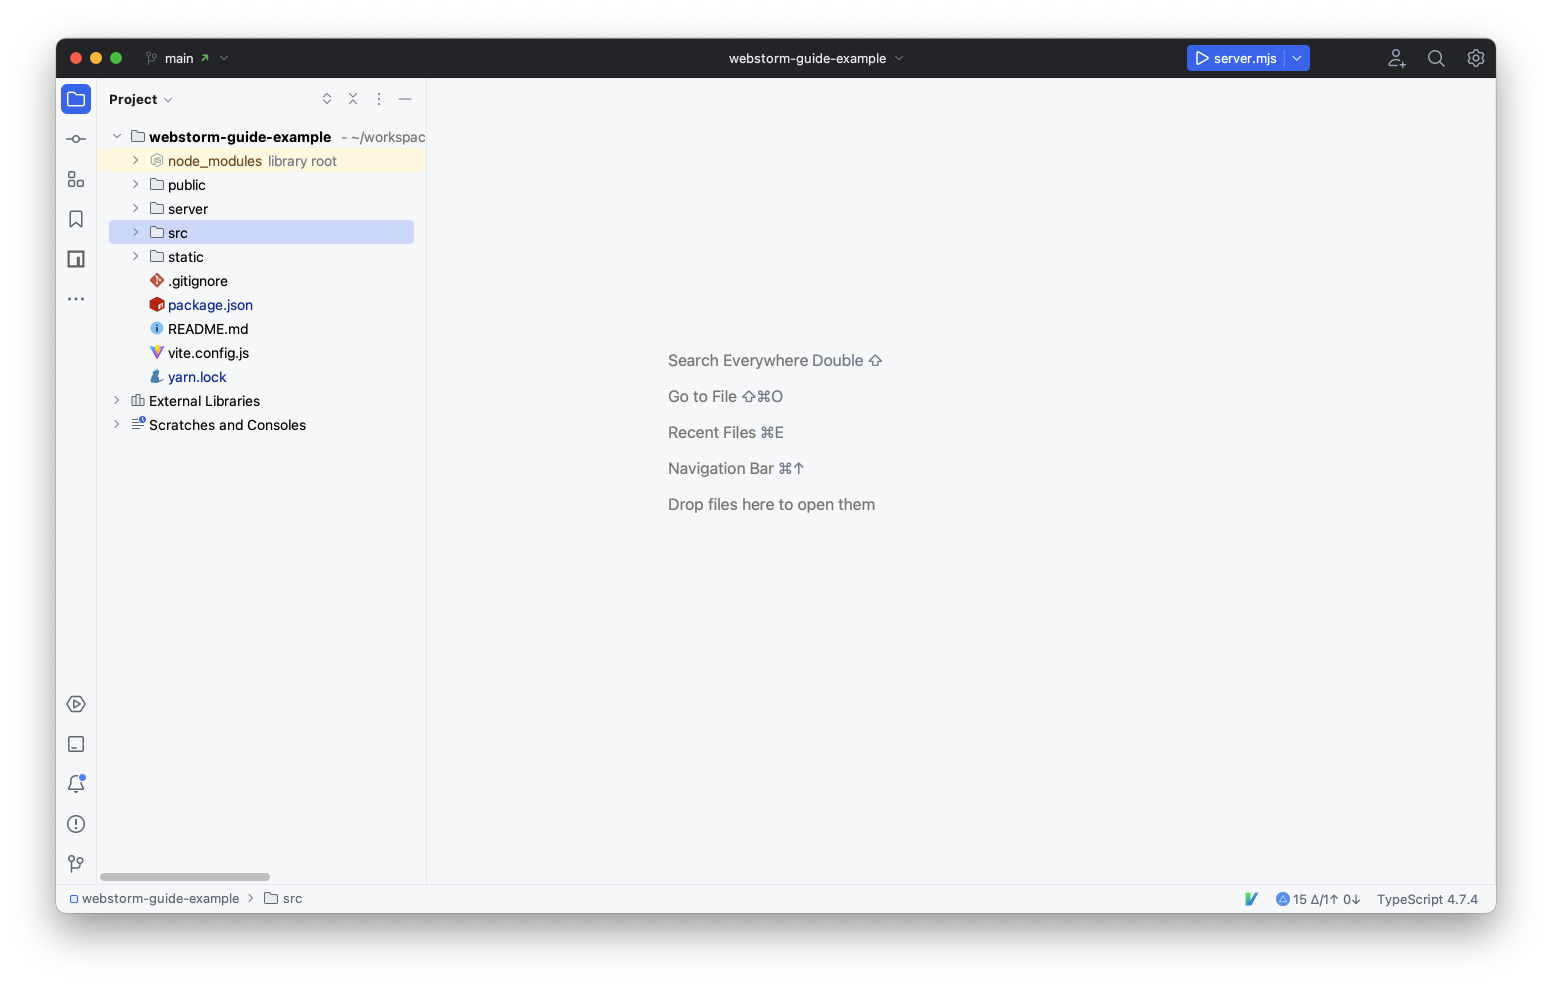 main
webstorm-guide-example
server.mjs
Project
webstorm-guide-example - ~/workspac
node_modules library root
public
server
src
static
.gitignore
package.json
README.md
vite.config.js
yarn.lock
External Libraries
Scratches and Consoles
Search Everywhere Double ⇧
Go to File ⇧⌘O
Recent Files ⌘E
Navigation Bar ⌘↑
Drop files here to open them
webstorm-guide-example > src
15 Δ/1↑ 0↓ TypeScript 4.7.4